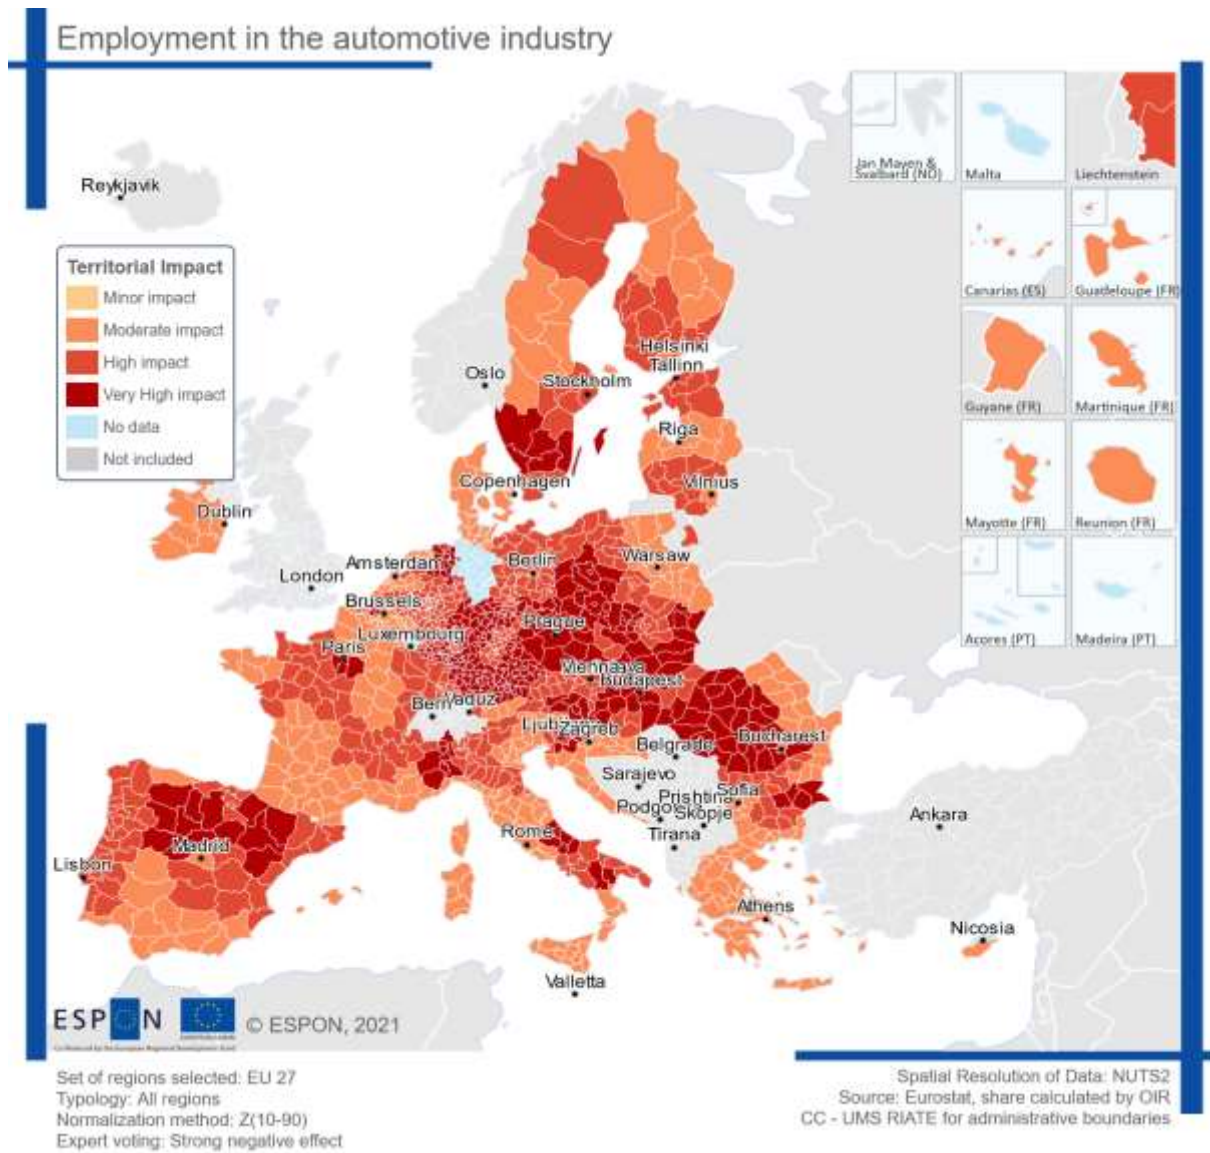 Employment in the automotive industry
Jan Mayen &
Svalbard (NO)
Malta
Liechtenstein
Reykjavik
Territorial Impact
Minor impact
Moderate impact
High impact
Very High impact
No data
Not included
Canarias (ES)
Guadeloupe (FR)
Helsinki
Tallinn
Oslo
Stockholm
Guyane (FR)
Martinique (FR)
Riga
Copenhagen
Vilnius
Dublin
Mayotte (FR)
Reunion (FR)
Amsterdam
Berlin
Warsaw
London
Brussels
Prague
Luxembourg
Paris
Acores (PT)
Madeira (PT)
Vienna
Budapest
Bern
Vaduz
Zagreb
Belgrade
Bucharest
Sarajevo
Prishtina
Sofia
Skopje
Rome
Tirana
Ankara
Madrid
Lisbon
Athens
Nicosia
Valletta
ESPON
© ESPON, 2021
Set of regions selected: EU 27
Typology: All regions
Normalization method: Z(10-90)
Expert voting: Strong negative effect
Spatial Resolution of Data: NUTS2
Source: Eurostat, share calculated by OIR
CC - UMS RIATE for administrative boundaries